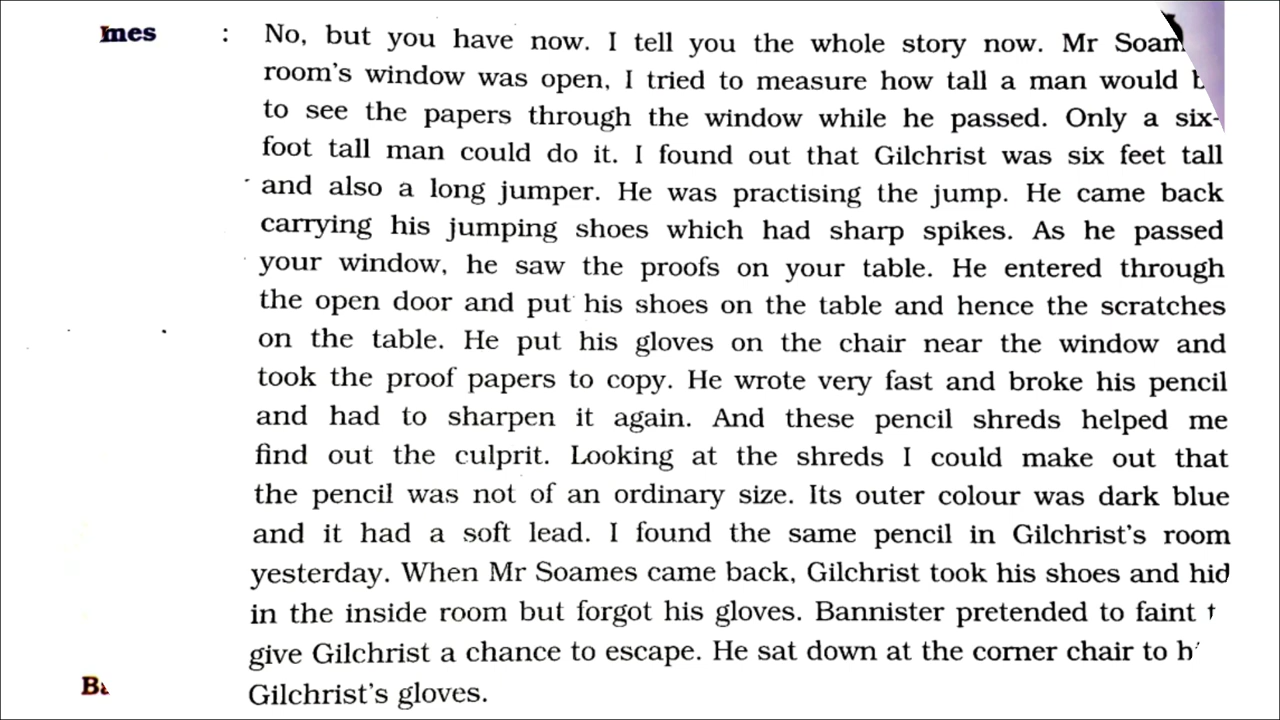 : No, but you have now. I tell you the whole story now. Mr
room's window was open, I tried to measure how tall a man would
to see the papers through the window while he passed. Only a six-
foot tall man could do it. I found out that Gilchrist was six feet tall
and also a long jumper. He was practising the jump. He came back
carrying his jumping shoes which had sharp spikes. As he passed
your window, he saw the proofs on your table. He entered through
the open door and put his shoes on the table and hence the scratches
on the table. He put his gloves on the chair near the window and
took the proof papers to copy. He wrote very fast and broke his pencil
and had to sharpen it again. And these pencil shreds helped me
find out the culprit. Looking at the shreds I could make out that
the pencil was not of an ordinary size. Its outer colour was dark blue
and it had a soft lead. I found the same pencil in Gilchrist's room
yesterday. When Mr Soames came back, Gilchrist took his shoes and hid
in the inside room but forgot his gloves. Bannister pretended to faint
give Gilchrist a chance to escape. He sat down at the corner chair to
Gilchrist's gloves.